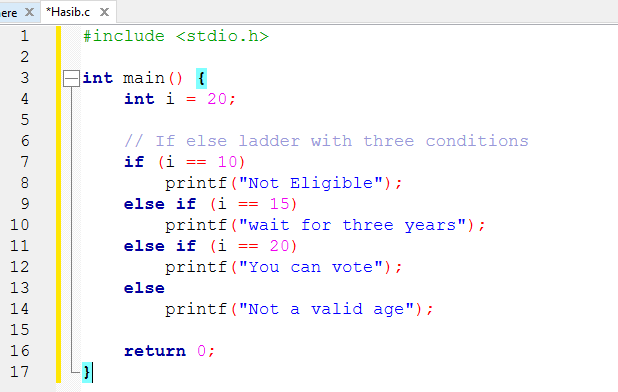 ere X *Hasib.c X
1 #include <stdio.h>
2
3 int main() {
4     int i = 20;
5
6     // If else ladder with three conditions
7     if (i == 10)
8         printf("Not Eligible");
9     else if (i == 15)
10         printf("wait for three years");
11     else if (i == 20)
12         printf("You can vote");
13     else
14         printf("Not a valid age");
15
16     return 0;
17 }